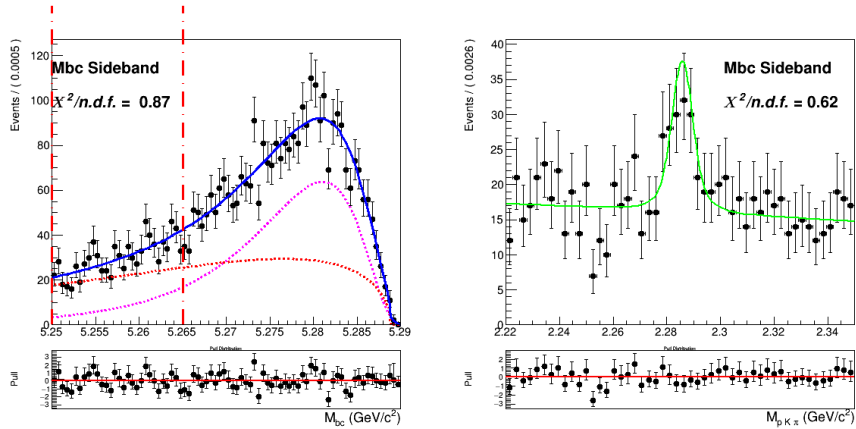 Events / ( 0.0005)
120
100
80
60
40
20
0
Mbc Sideband
X²/n.d.f. = 0.87
5.25 5.255 5.26 5.265 5.27 5.275 5.28 5.285 5.29
Pull Distribution
Pull
3
2
1
0
-1
-2
-3
M_bc (GeV/c²)
Events / ( 0.0026)
40
35
30
25
20
15
10
5
0
Mbc Sideband
X²/n.d.f. = 0.62
2.22 2.24 2.26 2.28 2.3 2.32 2.34
Pull Distribution
Pull
3
2
1
0
-1
-2
-3
M_p K π (GeV/c²)